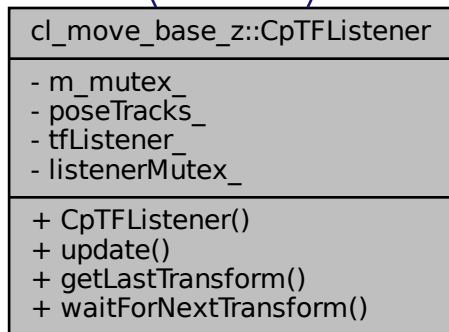 cl_move_base_z::CpTFListener
- m_mutex_
- poseTracks_
- tfListener_
- listenerMutex_
+ CpTFListener()
+ update()
+ getLastTransform()
+ waitForNextTransform()